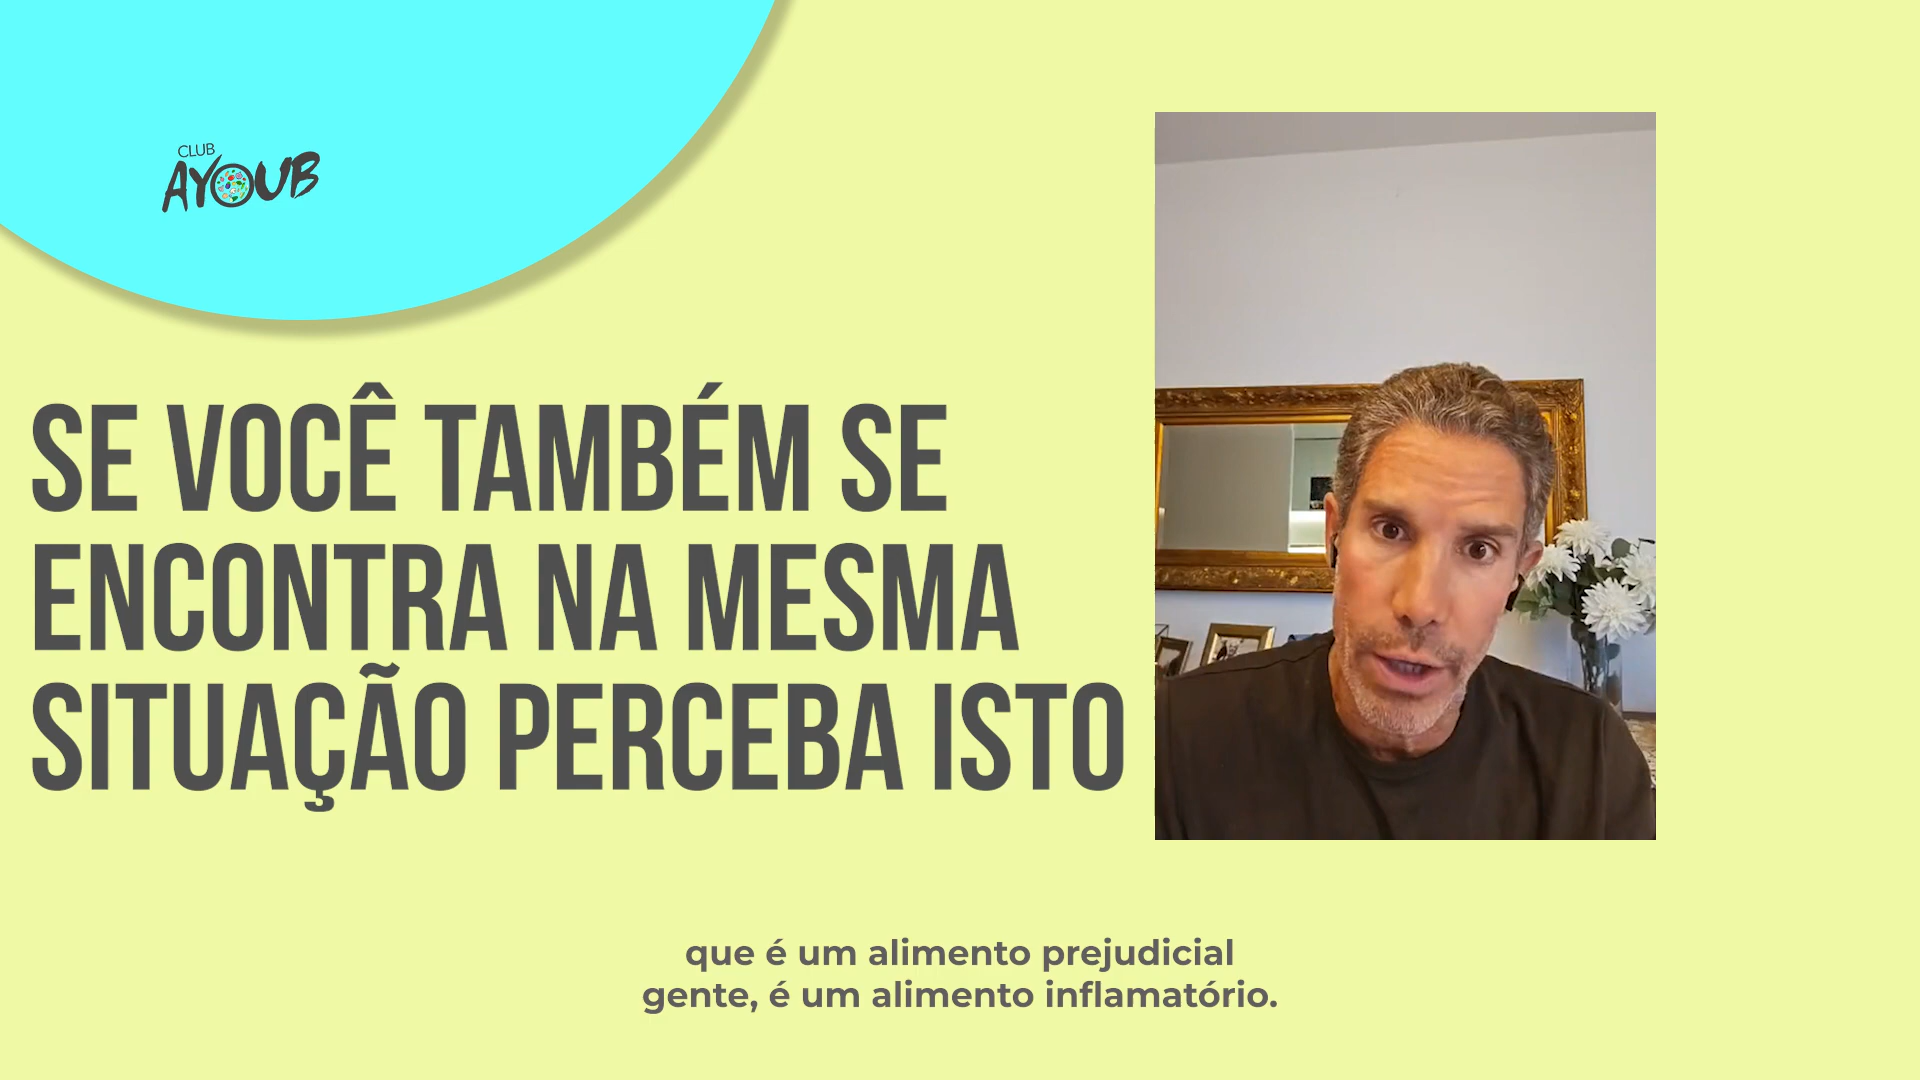 CLUB
AYOUB
SE VOCÊ TAMBÉM SE
ENCONTRA NA MESMA
SITUAÇÃO PERCEBA ISTO
que é um alimento prejudicial
gente, é um alimento inflamatório.